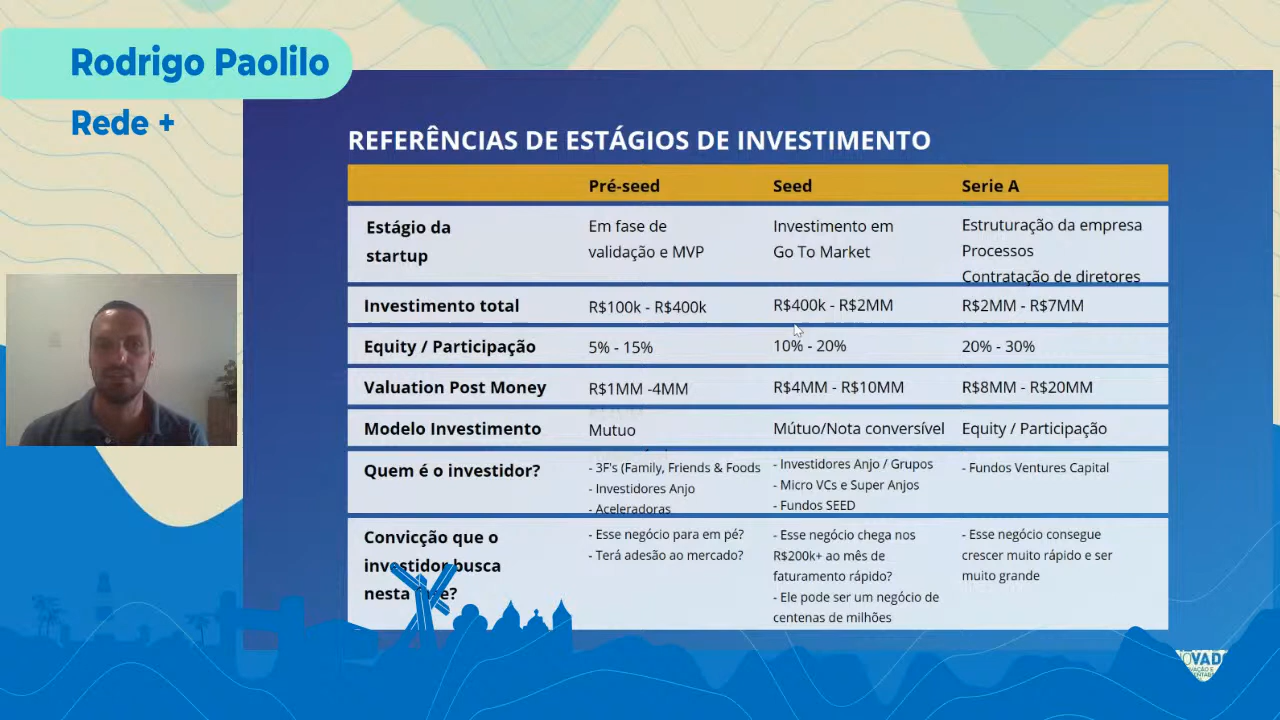 Rodrigo Paolilo
Rede +
REFERÊNCIAS DE ESTÁGIOS DE INVESTIMENTO
Pré-seed Seed Serie A
Estágio da
startup
Em fase de
validação e MVP
Investimento em
Go To Market
Estruturação da empresa
Processos
Contratação de diretores
Investimento total R$100k - R$400k R$400k - R$2MM R$2MM - R$7MM
Equity / Participação 5% - 15% 10% - 20% 20% - 30%
Valuation Post Money R$1MM -4MM R$4MM - R$10MM R$8MM - R$20MM
Modelo Investimento Mutuo Mútuo/Nota conversível Equity / Participação
Quem é o investidor?
- 3F's (Family, Friends & Foods
- Investidores Anjo
- Aceleradoras
- Investidores Anjo / Grupos
- Micro VCs e Super Anjos
- Fundos SEED
- Fundos Ventures Capital
Convicção que o
investidor busca
nesta
- Esse negócio para em pé?
- Terá adesão ao mercado?
- Esse negócio chega nos
R$200k+ ao mês de
faturamento rápido?
- Ele pode ser um negócio de
centenas de milhões
- Esse negócio consegue
crescer muito rápido e ser
muito grande